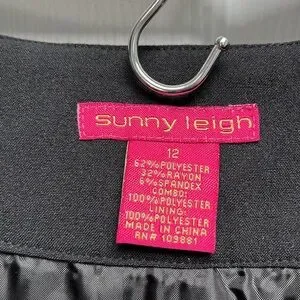 sunny leigh
12
62%POLYESTER
32%RAYON
6%SPANDEX
COMBO:
100%POLYESTER
LINING:
100%POLYESTER
MADE IN CHINA
RN# 109881